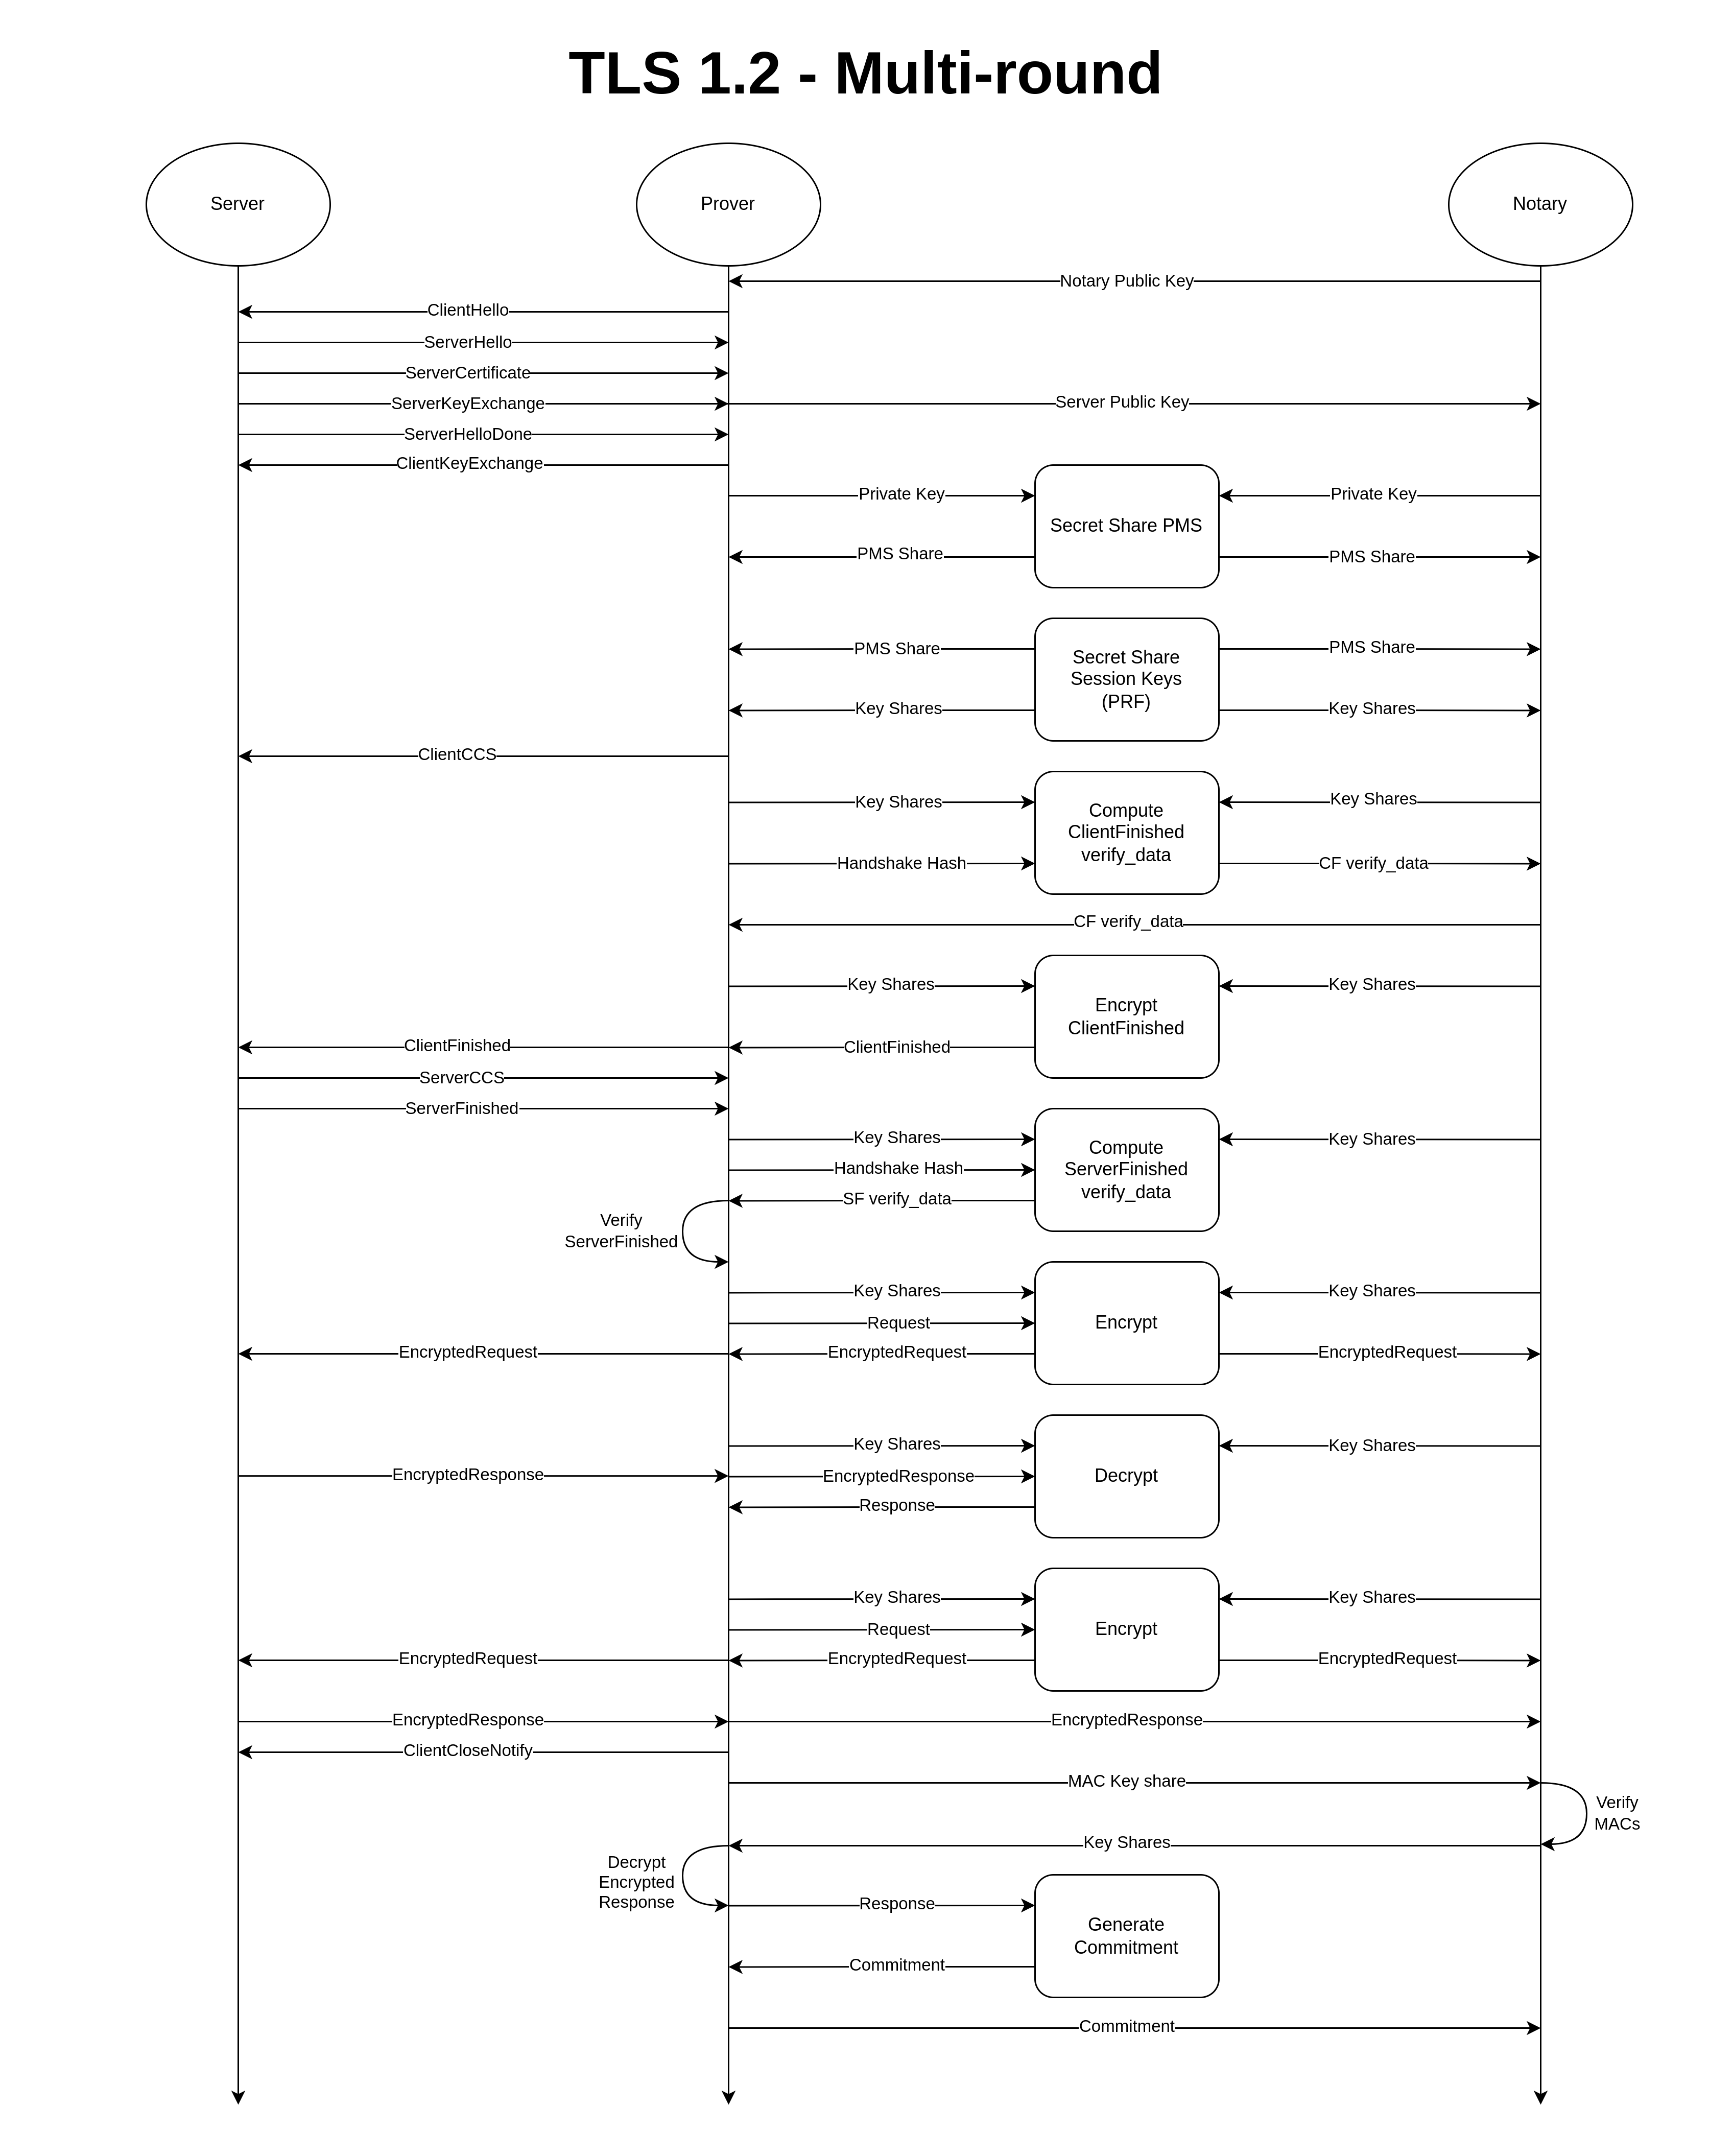 TLS 1.2 - Multi-round
Server
Prover
Notary
Notary Public Key
ClientHello
ServerHello
ServerCertificate
ServerKeyExchange
Server Public Key
ServerHelloDone
ClientKeyExchange
Private Key
Private Key
Secret Share PMS
PMS Share
PMS Share
PMS Share
Secret Share
Session Keys
(PRF)
PMS Share
Key Shares
Key Shares
ClientCCS
Key Shares
Compute
ClientFinished
verify_data
Key Shares
Handshake Hash
CF verify_data
CF verify_data
Key Shares
Encrypt
ClientFinished
Key Shares
ClientFinished
ClientFinished
ServerCCS
ServerFinished
Key Shares
Compute
ServerFinished
verify_data
Key Shares
Handshake Hash
SF verify_data
Verify
ServerFinished
Key Shares
Key Shares
Request
Encrypt
EncryptedRequest
EncryptedRequest
EncryptedRequest
Key Shares
Key Shares
EncryptedResponse
EncryptedResponse
Decrypt
Response
Key Shares
Key Shares
Request
Encrypt
EncryptedRequest
EncryptedRequest
EncryptedRequest
EncryptedResponse
EncryptedResponse
ClientCloseNotify
MAC Key share
Verify
MACs
Key Shares
Decrypt
Encrypted
Response
Response
Generate
Commitment
Commitment
Commitment